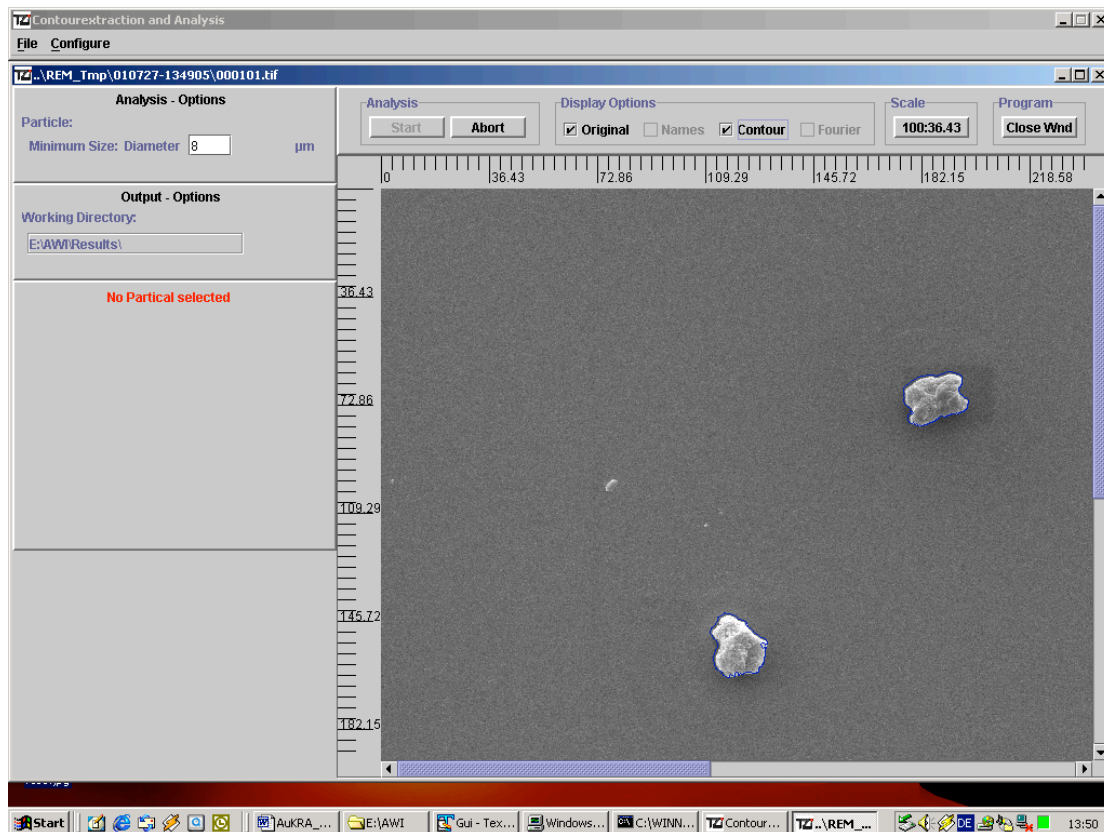 Contourextraction and Analysis
File Configure
..\REM_Tmp\010727-134905\000101.tif
Analysis - Options
Particle:
Minimum Size: Diameter 8 µm
Output - Options
Working Directory:
E:\AWI\Results\
No Partical selected
Analysis
Start Abort
Display Options
Original Names Contour Fourier
Scale
100:36.43
Program
Close Wnd
0 36.43 72.86 109.29 145.72 182.15 218.58
36.43
72.86
109.29
145.72
182.15
Start AuKRA_... E:\AWI Gui - Tex... Windows... C:\WINN... Contour... ..\REM_... DE 13:50